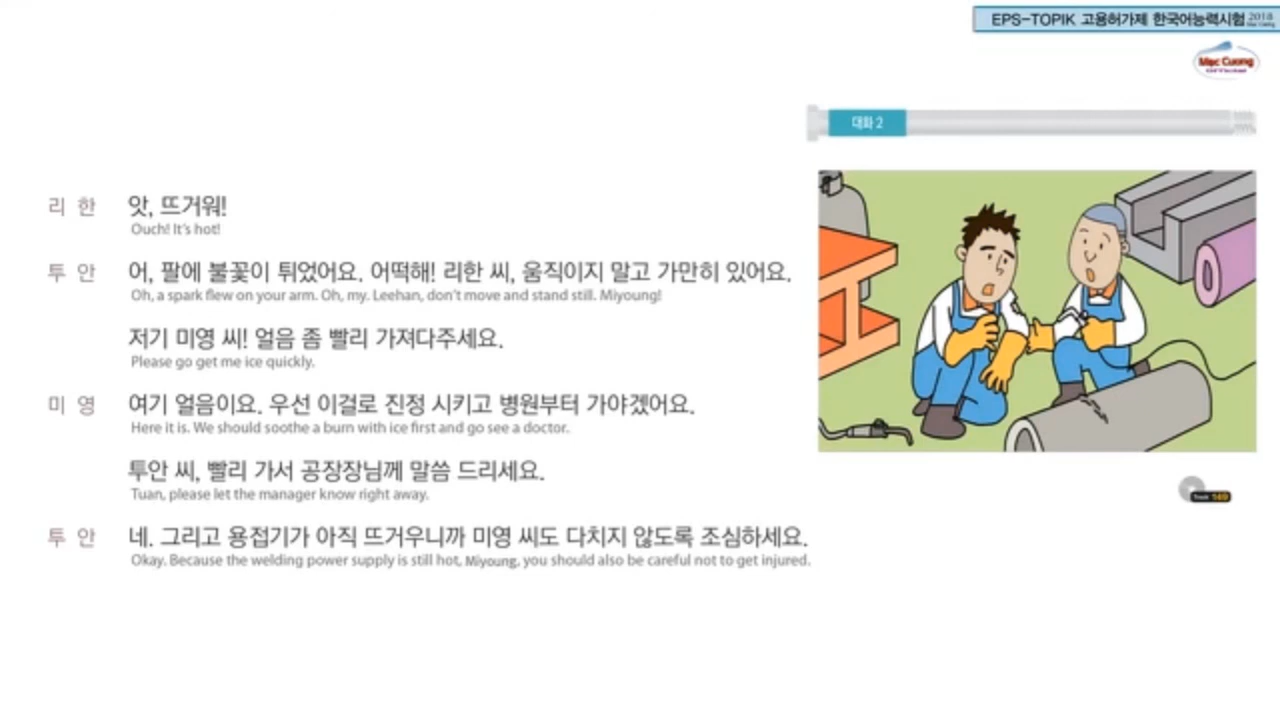 EPS-TOPIK 고용허가제 한국어능력시험 2018
Mạc Cương
대화 2
리 한 앗, 뜨거워!
Ouch! It's hot!
투 안 어, 팔에 불꽃이 튀었어요. 어떡해! 리한 씨, 움직이지 말고 가만히 있어요.
Oh, a spark flew on your arm. Oh, my. Leehan, don't move and stand still. Miyoung!
저기 미영 씨! 얼음 좀 빨리 가져다주세요.
Please go get me ice quickly.
미 영 여기 얼음이요. 우선 이걸로 진정 시키고 병원부터 가야겠어요.
Here it is. We should soothe a burn with ice first and go see a doctor.
투안 씨, 빨리 가서 공장장님께 말씀 드리세요.
Tuan, please let the manager know right away.
Track 149
투 안 네. 그리고 용접기가 아직 뜨거우니까 미영 씨도 다치지 않도록 조심하세요.
Okay. Because the welding power supply is still hot, Miyoung, you should also be careful not to get injured.